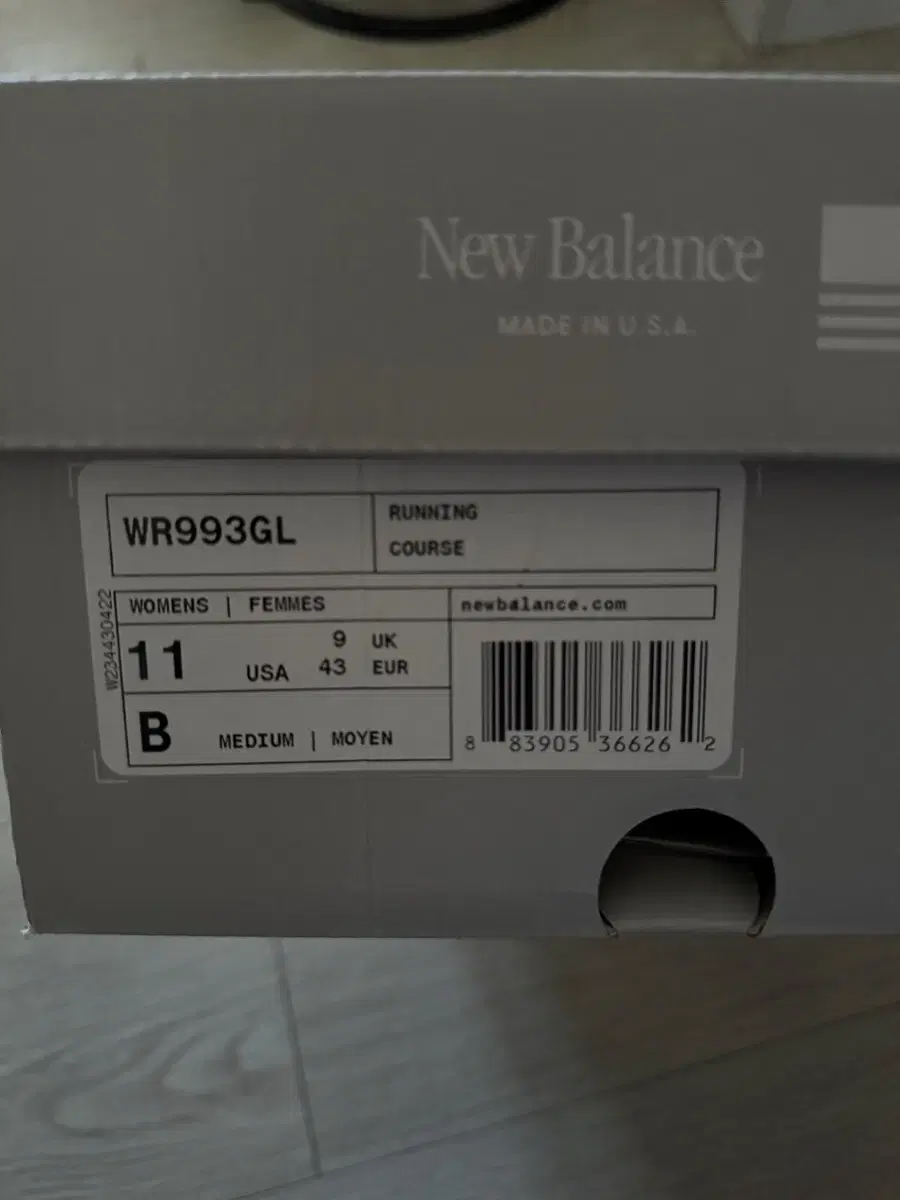 New Balance
MADE IN U.S.A.
WR993GL
RUNNING
COURSE
WOMENS | FEMMES
newbalance.com
11 USA
9 UK
43 EUR
B MEDIUM | MOYEN
W234430422
8 83905 36626 2